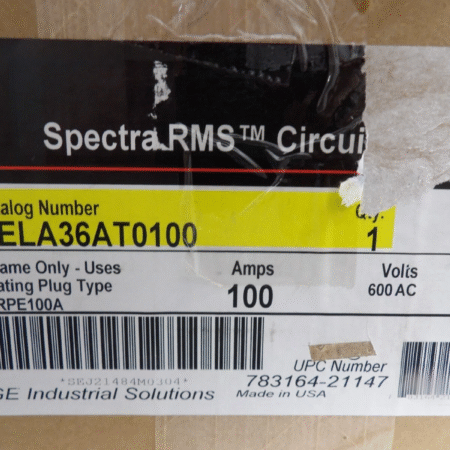 Spectra RMS™ Circui
alog Number
Qty.
ELA36AT0100
1
ame Only - Uses
Amps
Volts
ating Plug Type
100
600 AC
RPE100A
UPC Number
*SEJ21484M0304*
783164-21147
GE Industrial Solutions
Made in USA